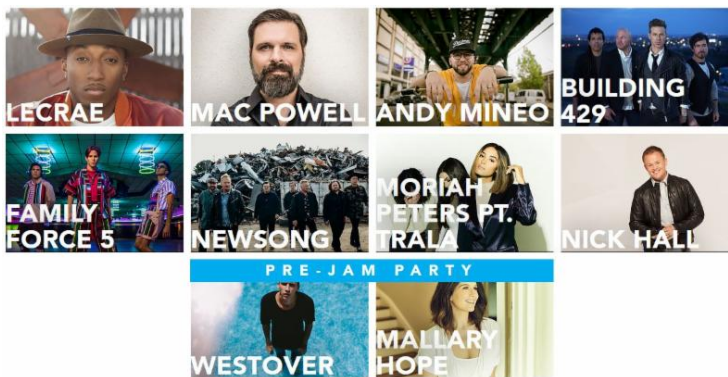 LECRAE
MAC POWELL
ANDY MINEO
BUILDING
429
FAMILY
FORCE 5
NEWSONG
MORIAH
PETERS PT.
TRALA
NICK HALL
PRE-JAM PARTY
WESTOVER
MALLARY
HOPE